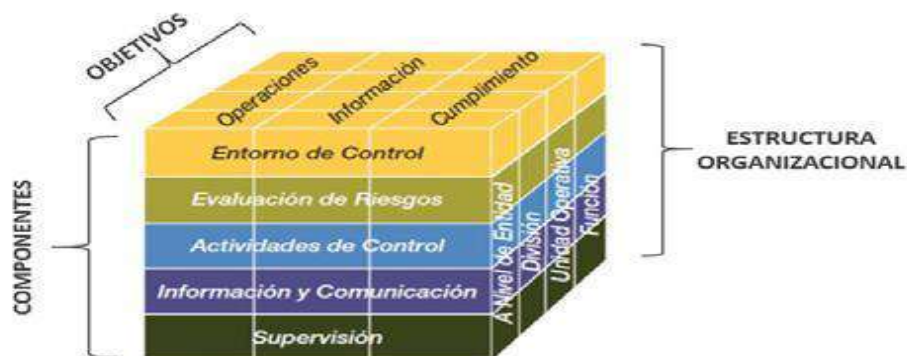 OBJETIVOS
Operaciones
Información
Cumplimiento
COMPONENTES
Entorno de Control
Evaluación de Riesgos
Actividades de Control
Información y Comunicación
Supervisión
A Nivel de Entidad
División
Unidad Operativa
Función
ESTRUCTURA
ORGANIZACIONAL